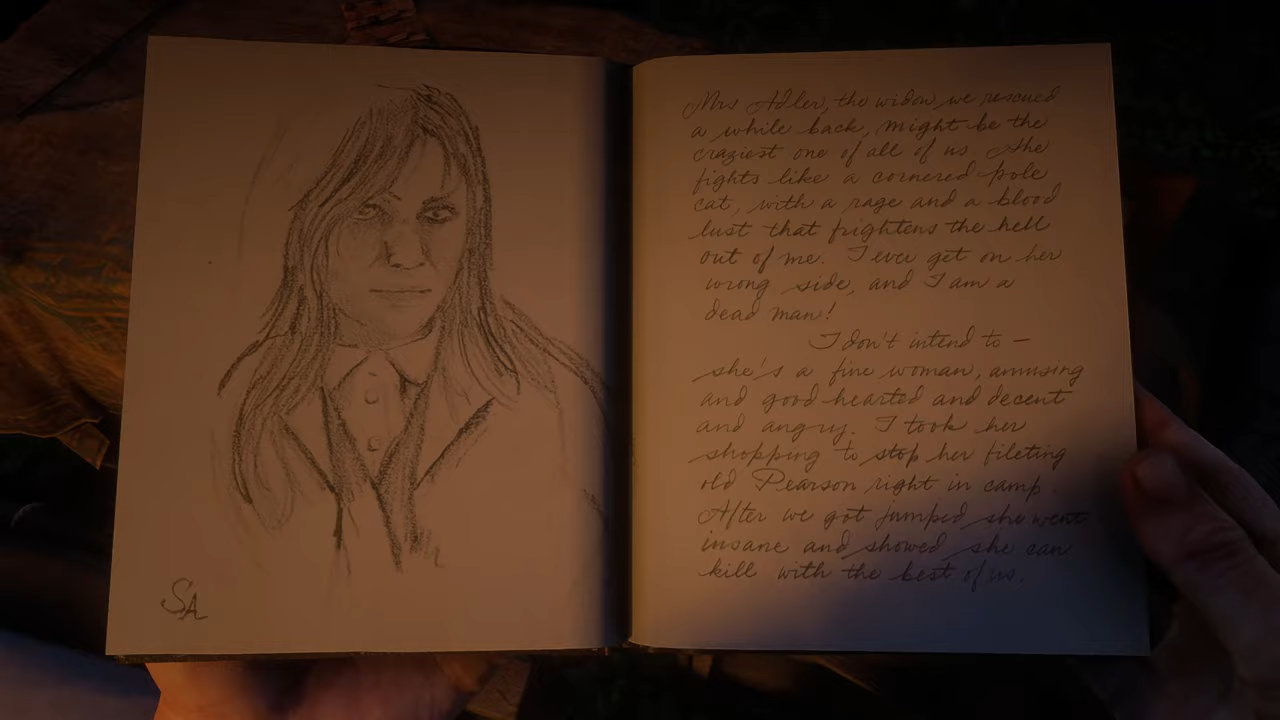 SA
Mrs Adler, the widow we rescued
a while back, might be the
craziest one of all of us. She
fights like a cornered pole
cat, with a rage and a blood
lust that frightens the hell
out of me. I ever get on her
wrong side, and I am a
dead man!
I don't intend to —
she's a fine woman, amusing
and good hearted and decent
and angry. I took her
shopping to stop her fileting
old Pearson right in camp.
After we got jumped she went
insane and showed she can
kill with the best of us.